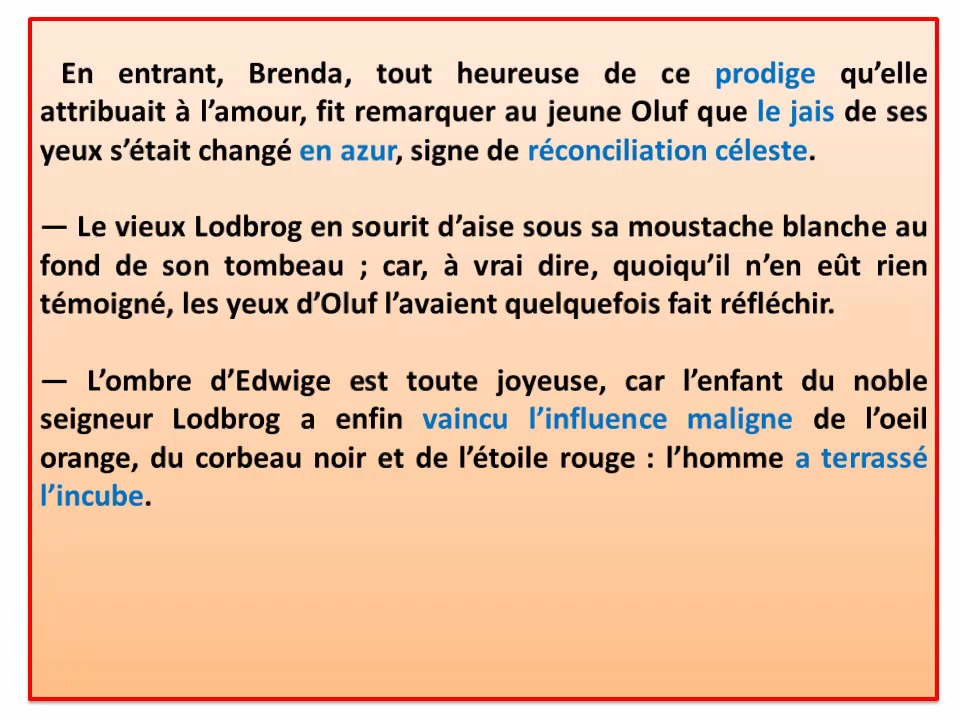 En entrant, Brenda, tout heureuse de ce prodige qu’elle
attribuait à l’amour, fit remarquer au jeune Oluf que le jais de ses
yeux s’était changé en azur, signe de réconciliation céleste.
— Le vieux Lodbrog en sourit d’aise sous sa moustache blanche au
fond de son tombeau ; car, à vrai dire, quoiqu’il n’en eût rien
témoigné, les yeux d’Oluf l’avaient quelquefois fait réfléchir.
— L’ombre d’Edwige est toute joyeuse, car l’enfant du noble
seigneur Lodbrog a enfin vaincu l’influence maligne de l’oeil
orange, du corbeau noir et de l’étoile rouge : l’homme a terrassé
l’incube.